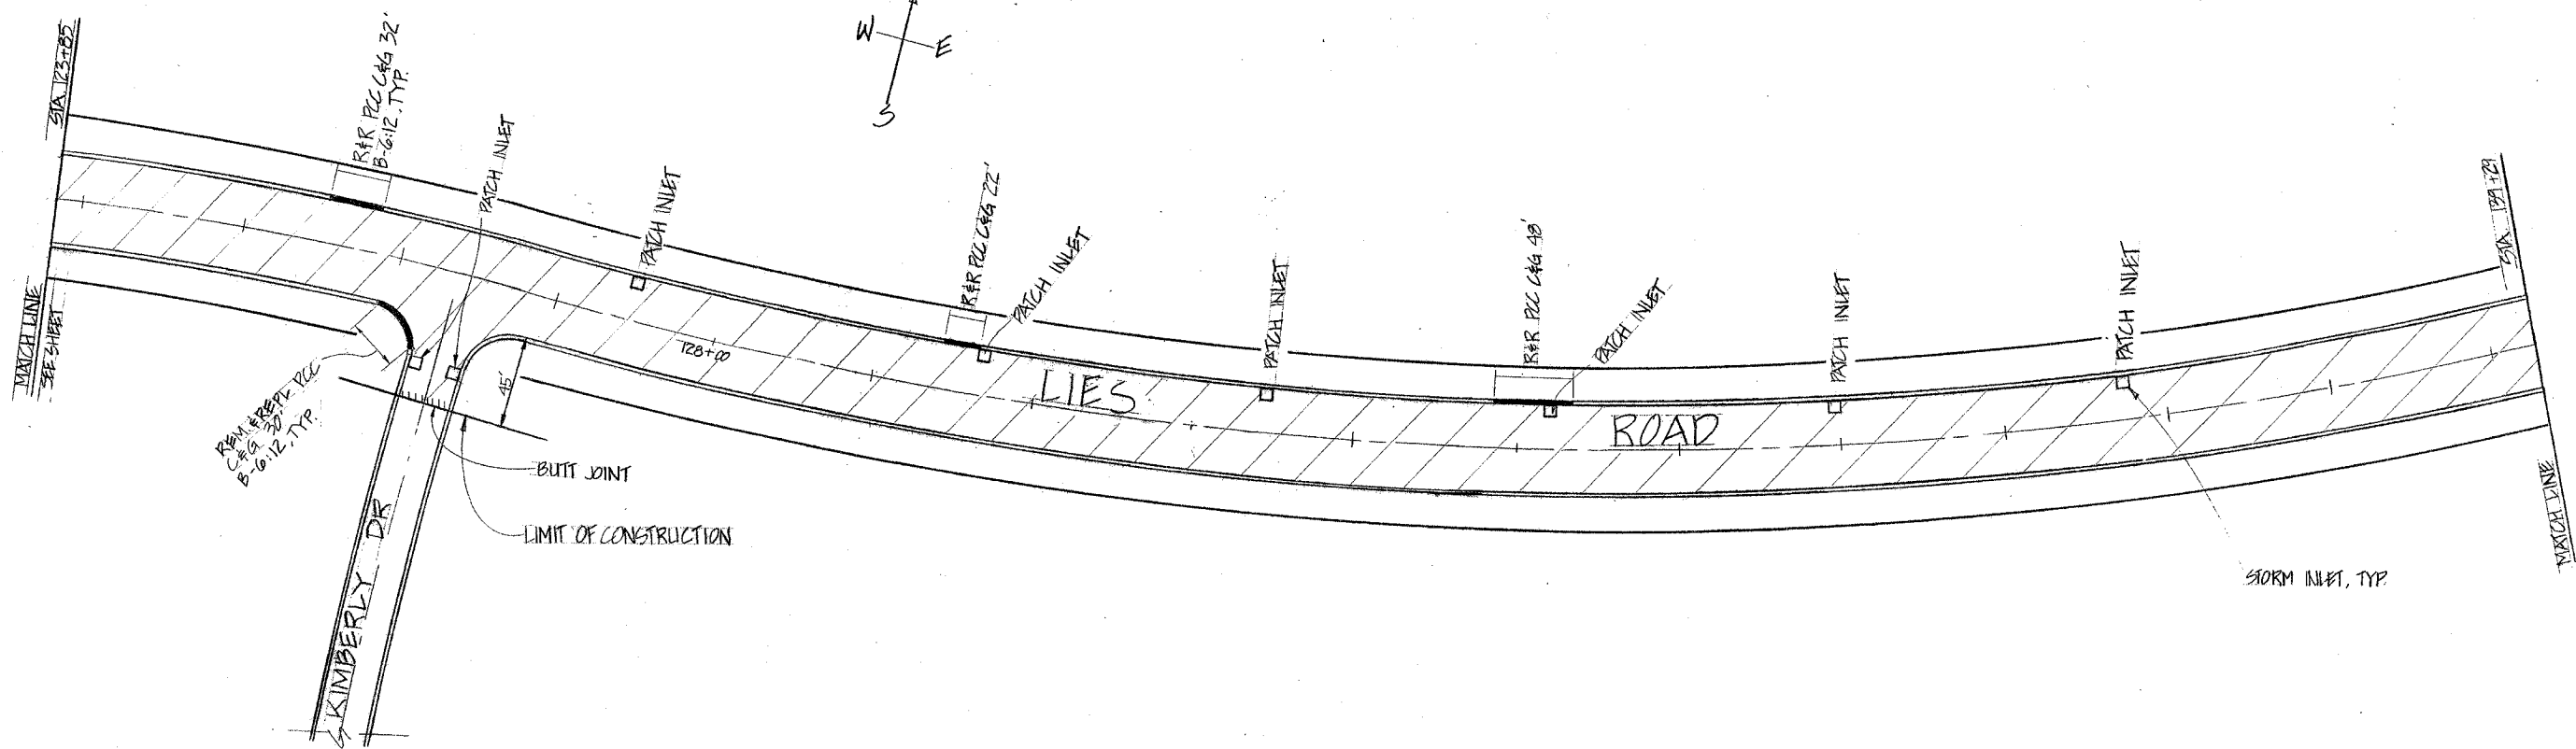 W
E
S
STA. 123+85
R&R PCC C&G 32'
B-6:12, TYP.
PATCH INLET
PATCH INLET
R&R PCC C&G 22'
PATCH INLET
PATCH INLET
R&R PCC C&G 48'
PATCH INLET
PATCH INLET
PATCH INLET
STA. 139+29
MATCH LINE
SEE SHEET
REM. & REPL PCC
C&G 30'
B-6:12, TYP.
128+00
45'
LIES
ROAD
BUTT JOINT
LIMIT OF CONSTRUCTION
KIMBERLY DR
STORM INLET, TYP.
MATCH LINE